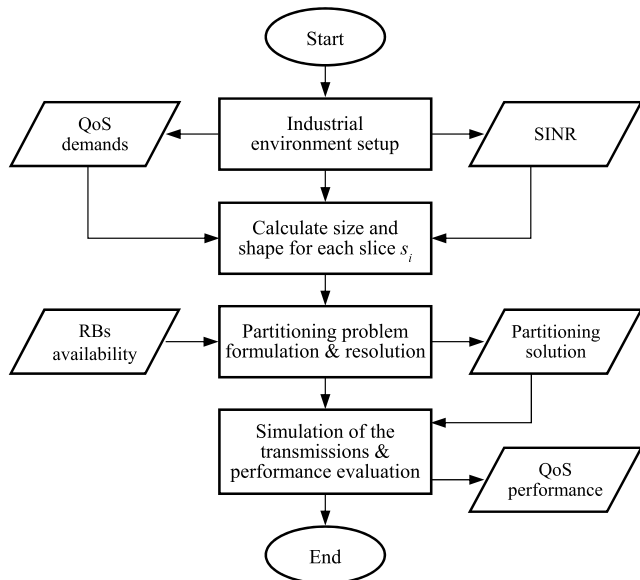 Start
QoS
demands
Industrial
environment setup
SINR
Calculate size and
shape for each slice s_i
RBs
availability
Partitioning problem
formulation & resolution
Partitioning
solution
Simulation of the
transmissions &
performance evaluation
QoS
performance
End